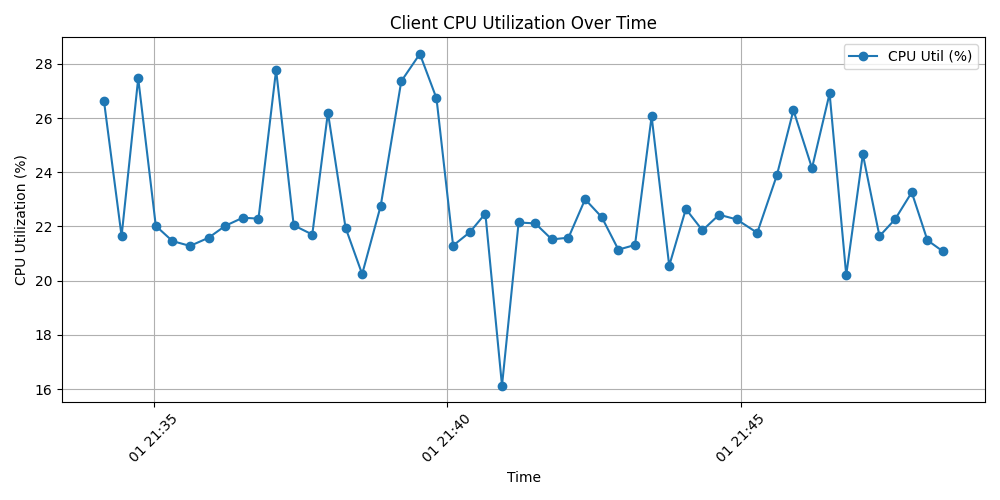 Client CPU Utilization Over Time
CPU Util (%)
CPU Utilization (%)
28
26
24
22
20
18
16
01 21:35
01 21:40
01 21:45
Time